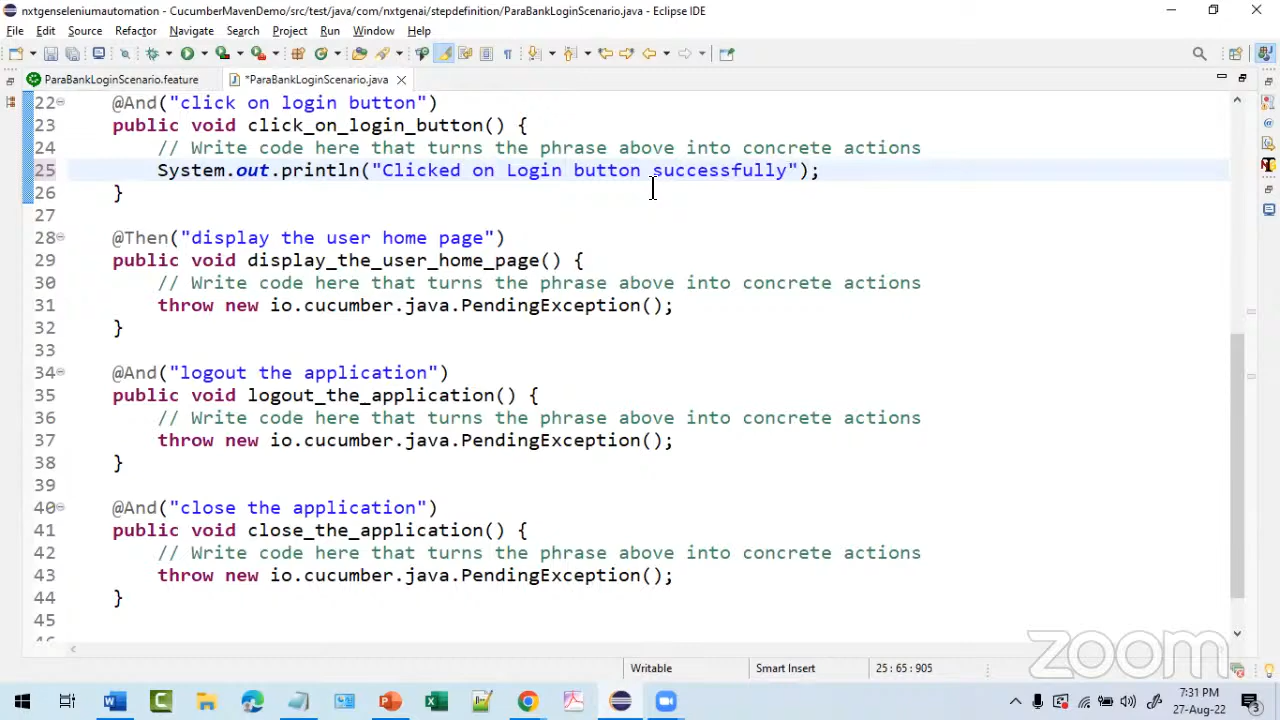 nxtgenseleniumautomation - CucumberMavenDemo/src/test/java/com/nxtgenai/stepdefinition/ParaBankLoginScenario.java - Eclipse IDE
File Edit Source Refactor Navigate Search Project Run Window Help
ParaBankLoginScenario.feature *ParaBankLoginScenario.java
22 @And("click on login button")
23 public void click_on_login_button() {
24 // Write code here that turns the phrase above into concrete actions
25 System.out.println("Clicked on Login button successfully");
26 }
27
28 @Then("display the user home page")
29 public void display_the_user_home_page() {
30 // Write code here that turns the phrase above into concrete actions
31 throw new io.cucumber.java.PendingException();
32 }
33
34 @And("logout the application")
35 public void logout_the_application() {
36 // Write code here that turns the phrase above into concrete actions
37 throw new io.cucumber.java.PendingException();
38 }
39
40 @And("close the application")
41 public void close_the_application() {
42 // Write code here that turns the phrase above into concrete actions
43 throw new io.cucumber.java.PendingException();
44 }
45
46
zoom
Writable Smart Insert 25 : 65 : 905
7:31 PM
27-Aug-22
3